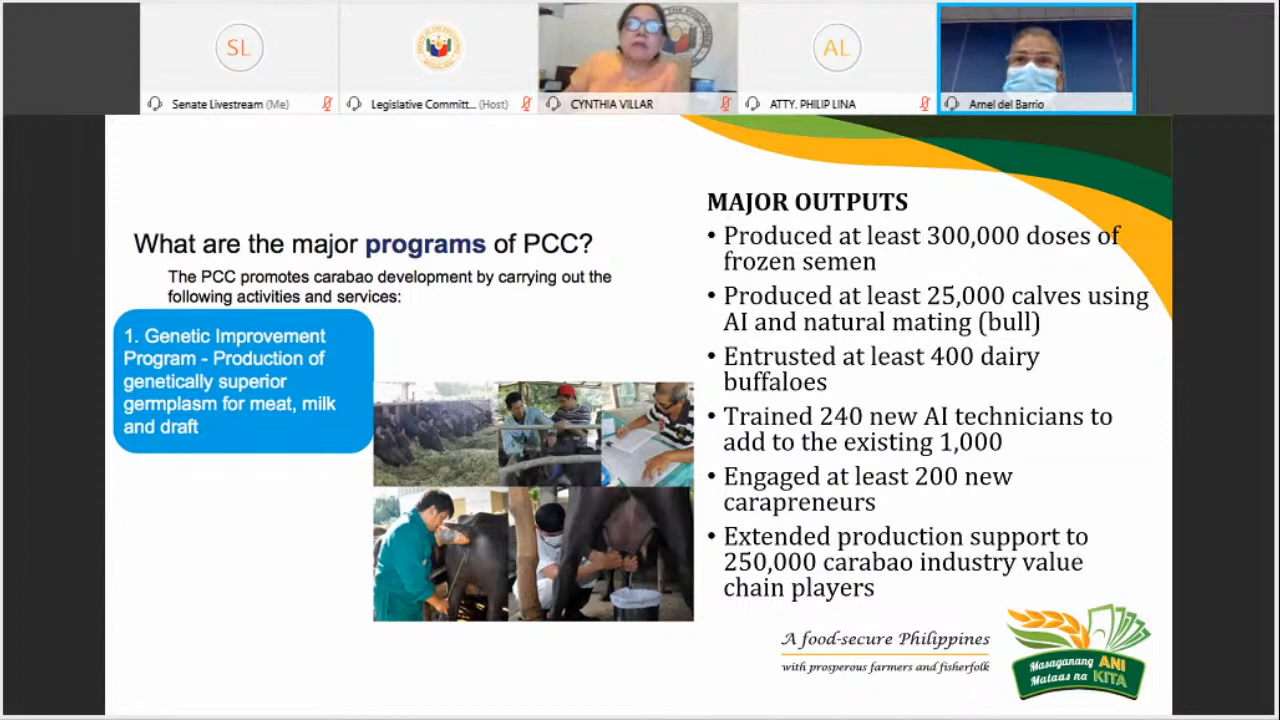 SL
Senate Livestream (Me)
Legislative Committ... (Host)
CYNTHIA VILLAR
AL
ATTY. PHILIP LINA
Arnel del Barrio
What are the major programs of PCC?
The PCC promotes carabao development by carrying out the
following activities and services:
1. Genetic Improvement
Program - Production of
genetically superior
germplasm for meat, milk
and draft
MAJOR OUTPUTS
• Produced at least 300,000 doses of
frozen semen
• Produced at least 25,000 calves using
AI and natural mating (bull)
• Entrusted at least 400 dairy
buffaloes
• Trained 240 new AI technicians to
add to the existing 1,000
• Engaged at least 200 new
carapreneurs
• Extended production support to
250,000 carabao industry value
chain players
A food-secure Philippines
with prosperous farmers and fisherfolk
Masaganang ANI
Mataas na KITA